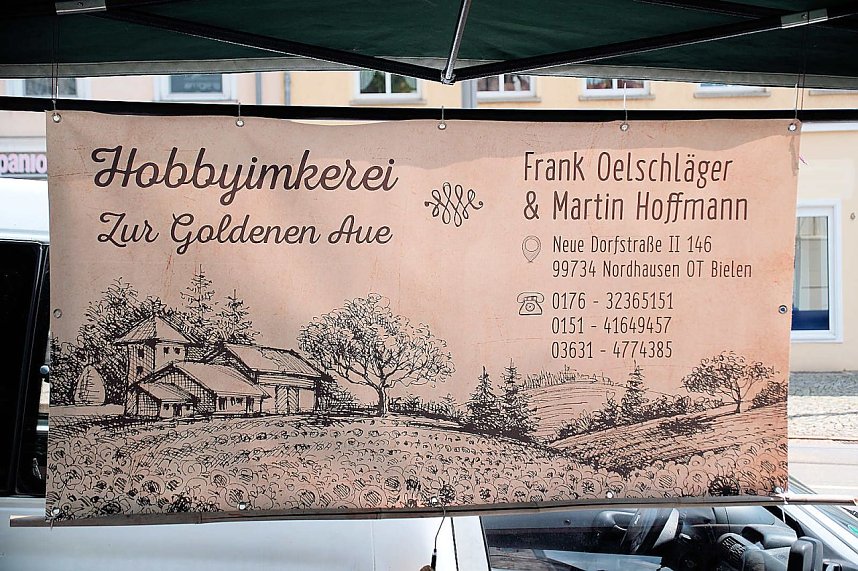 Hobbyimkerei
Zur Goldenen Aue
Frank Oelschläger
& Martin Hoffmann
Neue Dorfstraße II 146
99734 Nordhausen OT Bielen
0176 - 32365151
0151 - 41649457
03631 - 4774385